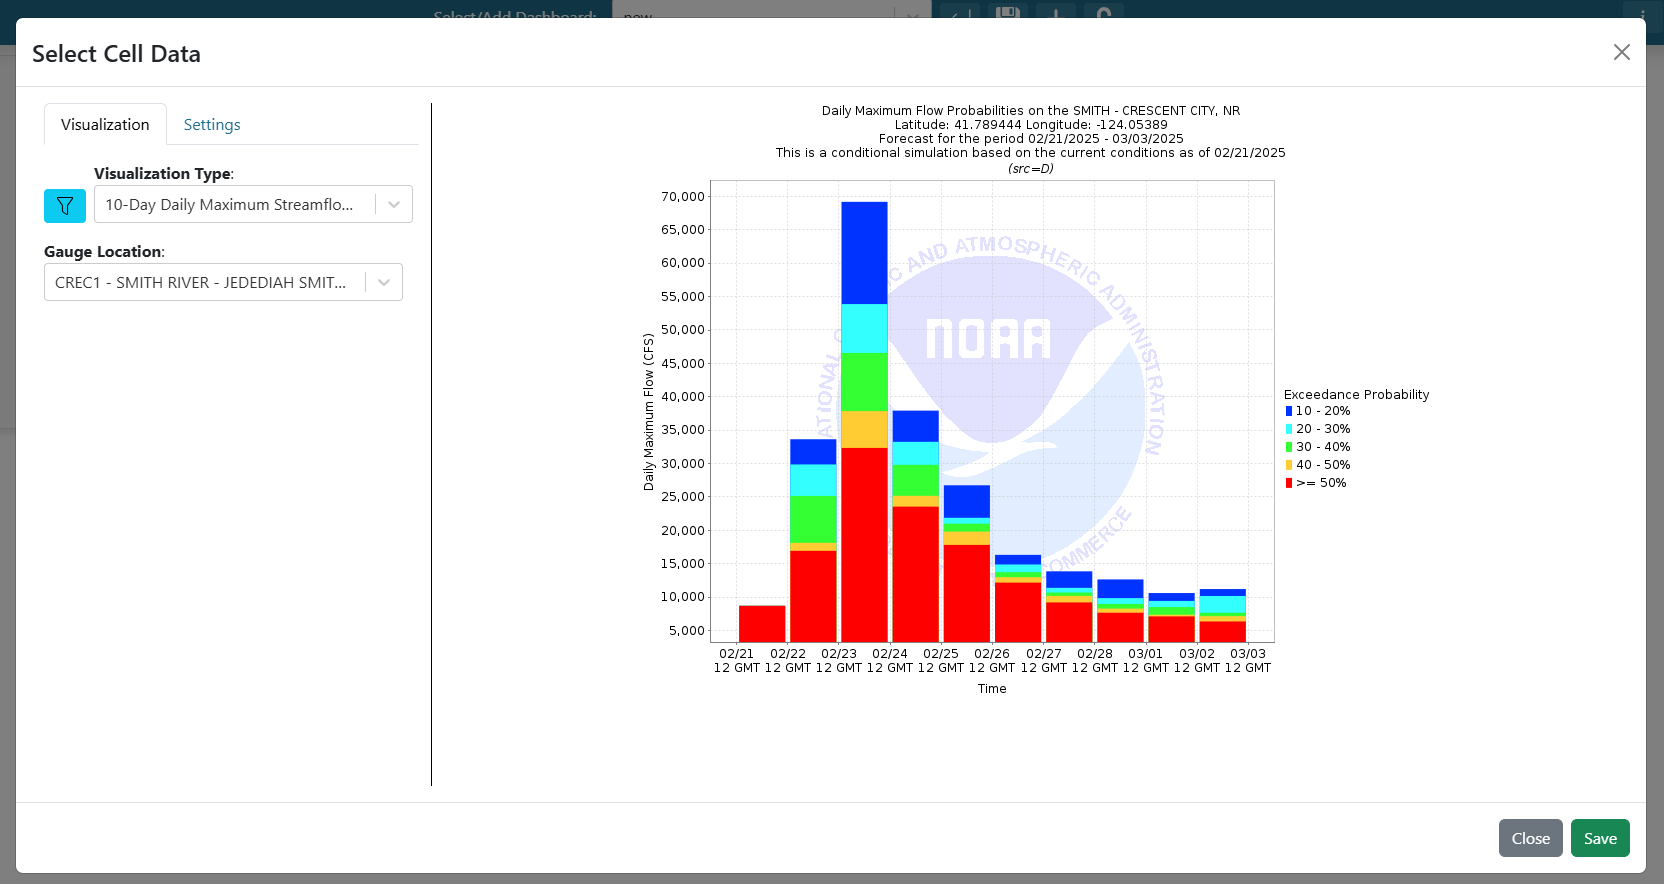 Select/Add Dashboard:
new
Select Cell Data
Visualization
Settings
Visualization Type:
10-Day Daily Maximum Streamflo...
Gauge Location:
CREC1 - SMITH RIVER - JEDEDIAH SMIT...
Daily Maximum Flow Probabilities on the SMITH - CRESCENT CITY, NR
Latitude: 41.789444 Longitude: -124.05389
Forecast for the period 02/21/2025 - 03/03/2025
This is a conditional simulation based on the current conditions as of 02/21/2025
(src=D)
70,000
65,000
60,000
55,000
50,000
45,000
40,000
35,000
30,000
25,000
20,000
15,000
10,000
5,000
Daily Maximum Flow (CFS)
AND ATMOSPHERIC ADMINISTRATION
NOAA
02/21 02/22 02/23 02/24 02/25 02/26 02/27 02/28 03/01 03/02 03/03
12 GMT 12 GMT 12 GMT 12 GMT 12 GMT 12 GMT 12 GMT 12 GMT 12 GMT 12 GMT 12 GMT
Time
Exceedance Probability
10 - 20%
20 - 30%
30 - 40%
40 - 50%
>= 50%
Close
Save